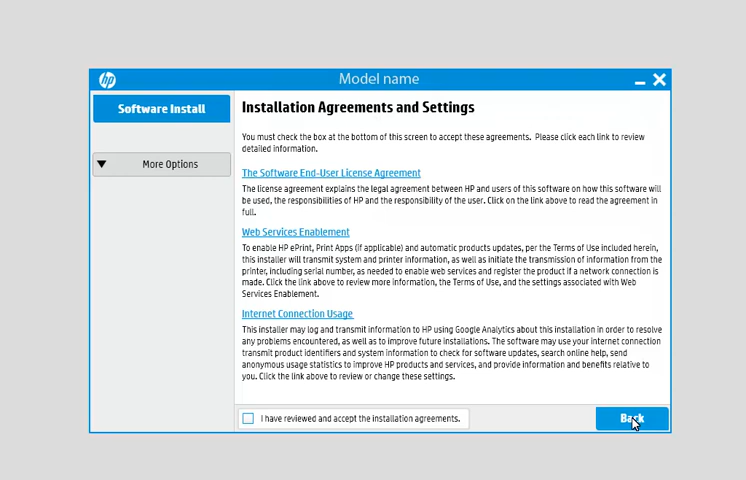 hp
Model name
Software Install
More Options
Installation Agreements and Settings
You must check the box at the bottom of this screen to accept these agreements. Please click each link to review
detailed information.
The Software End-User License Agreement
The license agreement explains the legal agreement between HP and users of this software on how this software will
be used, the responsibilities of HP and the responsibility of the user. Click on the link above to read the agreement in
full.
Web Services Enablement
To enable HP ePrint, Print Apps (if applicable) and automatic products updates, per the Terms of Use included herein,
this installer will transmit system and printer information, as well as initiate the transmission of information from the
printer, including serial number, as needed to enable web services and register the product if a network connection is
made. Click the link above to review more information, the Terms of Use, and the settings associated with Web
Services Enablement.
Internet Connection Usage
This installer may log and transmit information to HP using Google Analytics about this installation in order to resolve
any problems encountered, as well as to improve future installations. The software may use your internet connection
transmit product identifiers and system information to check for software updates, search online help, send
anonymous usage statistics to improve HP products and services, and provide information and benefits relative to
you. Click the link above to review or change these settings.
I have reviewed and accept the installation agreements.
Back